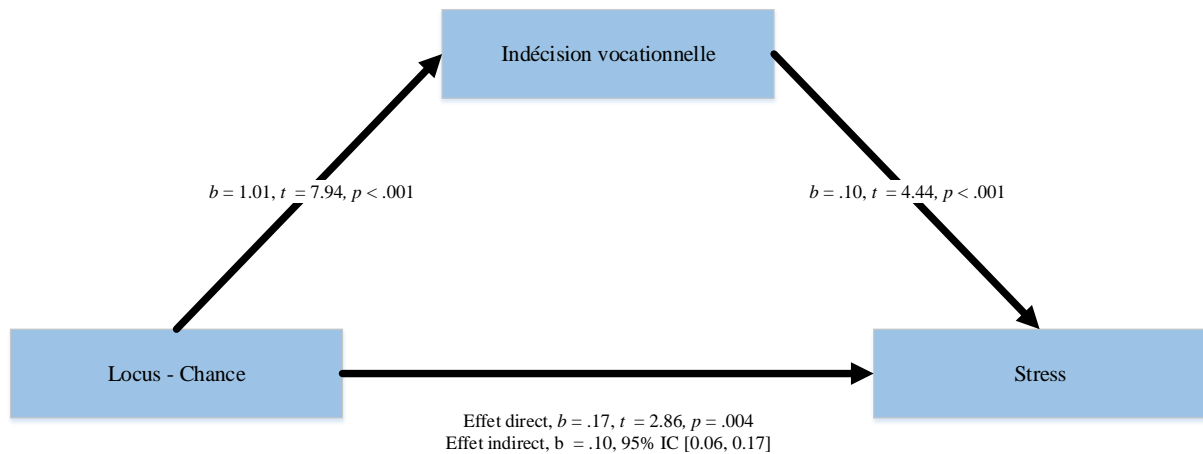 Indécision vocationnelle
b = 1.01, t = 7.94, p < .001
b = .10, t = 4.44, p < .001
Locus - Chance
Stress
Effet direct, b = .17, t = 2.86, p = .004
Effet indirect, b = .10, 95% IC [0.06, 0.17]